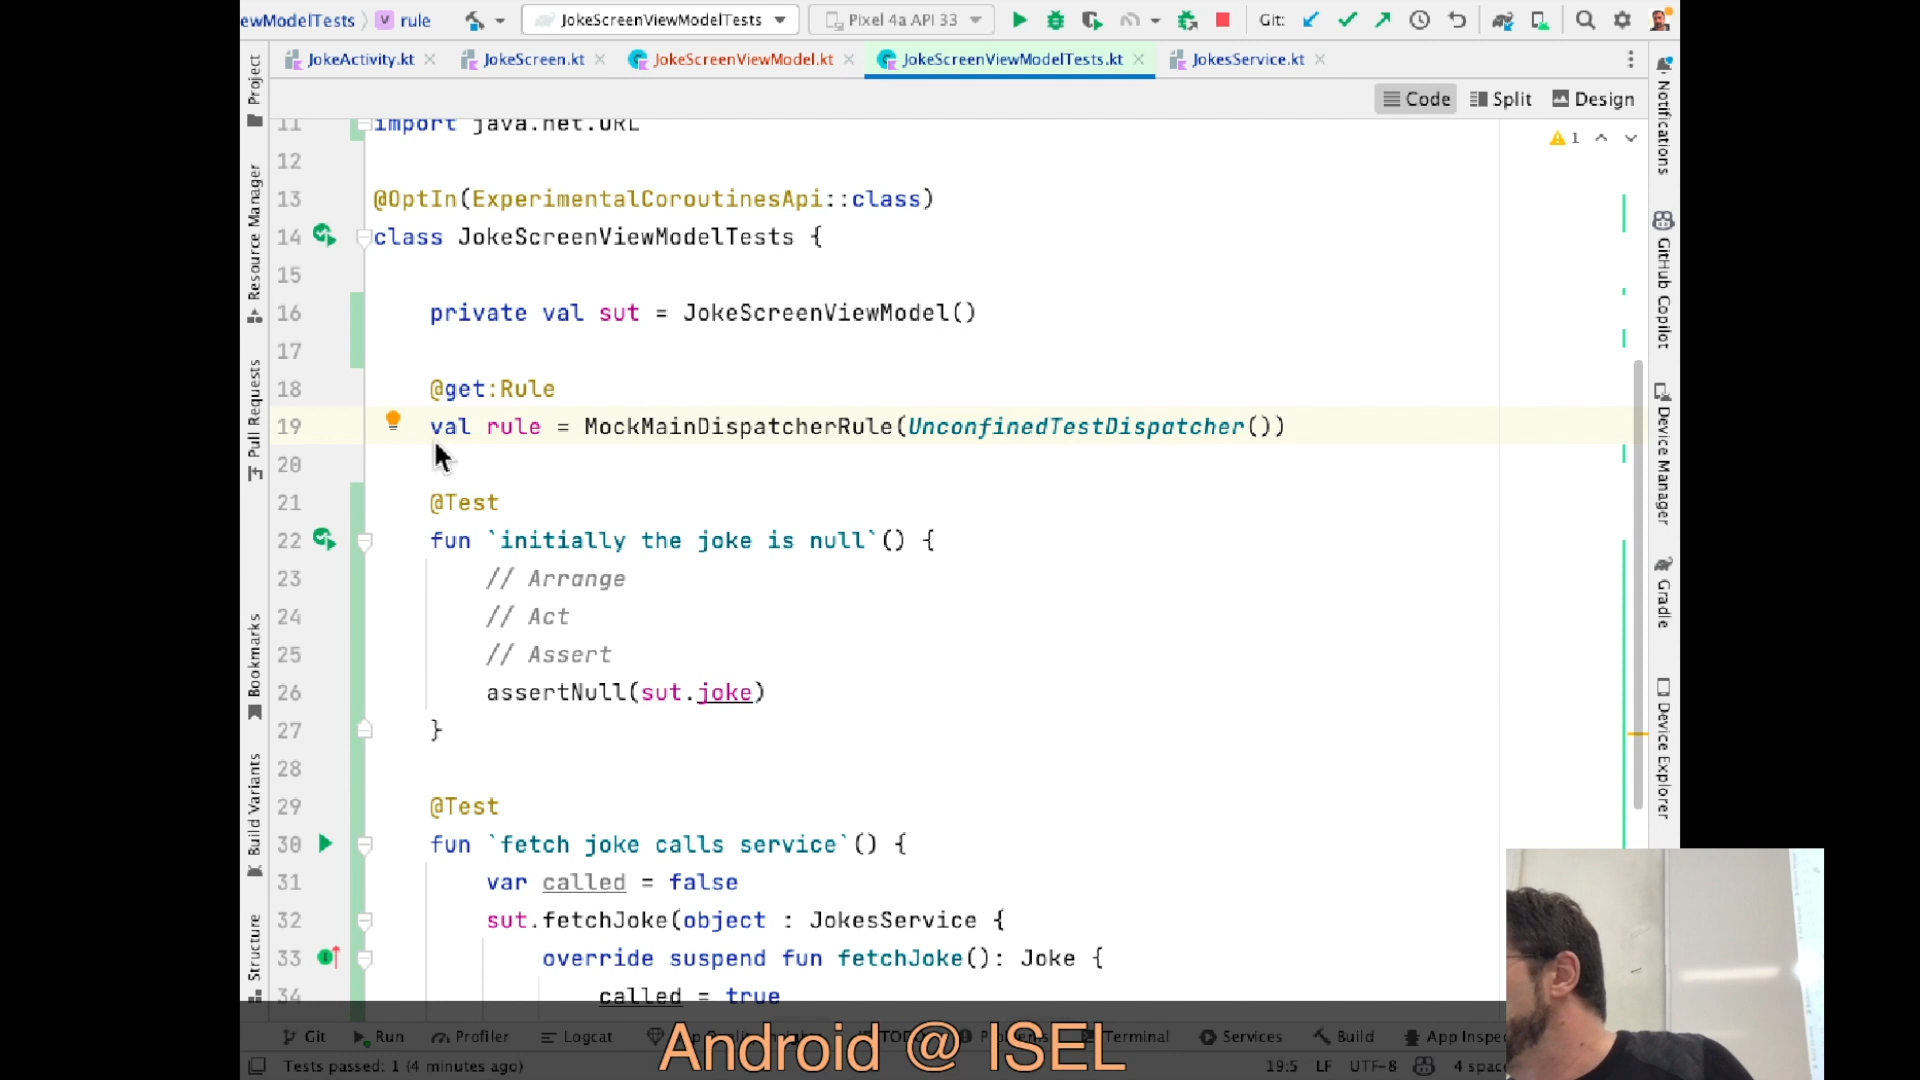 ewModelTests › V rule JokeScreenViewModelTests Pixel 4a API 33 Git:
JokeActivity.kt JokeScreen.kt JokeScreenViewModel.kt JokeScreenViewModelTests.kt JokesService.kt
Code Split Design
1
Project
Resource Manager
Pull Requests
Bookmarks
Build Variants
Structure
11 import java.net.URL
12
13 @OptIn(ExperimentalCoroutinesApi::class)
14 class JokeScreenViewModelTests {
15
16 private val sut = JokeScreenViewModel()
17
18 @get:Rule
19 val rule = MockMainDispatcherRule(UnconfinedTestDispatcher())
20
21 @Test
22 fun `initially the joke is null`() {
23 // Arrange
24 // Act
25 // Assert
26 assertNull(sut.joke)
27 }
28
29 @Test
30 fun `fetch joke calls service`() {
31 var called = false
32 sut.fetchJoke(object : JokesService {
33 override suspend fun fetchJoke(): Joke {
34 called = true
Notifications
GitHub Copilot
Device Manager
Gradle
Device Explorer
Git Run Profiler Logcat Terminal Services Build App Inspe
Android @ ISEL
Tests passed: 1 (4 minutes ago) 19:5 LF UTF-8 4 spac